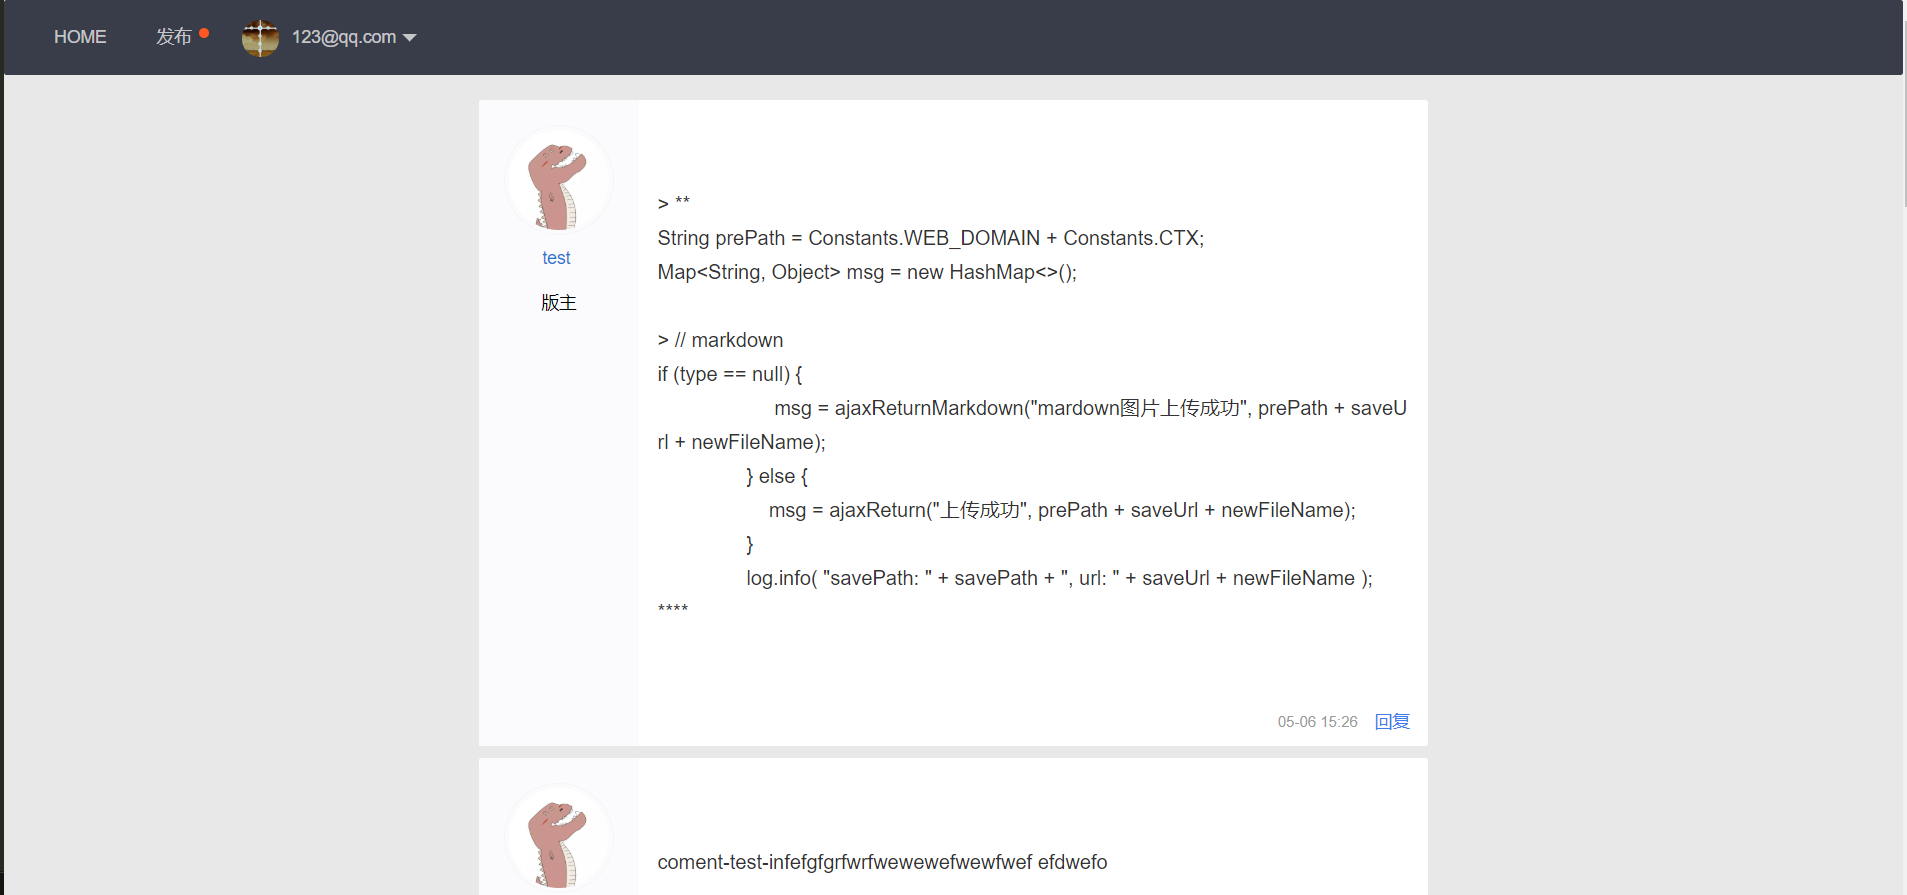 HOME 发布 123@qq.com
test
版主
> **
String prePath = Constants.WEB_DOMAIN + Constants.CTX;
Map<String, Object> msg = new HashMap<>();
> // markdown
if (type == null) {
msg = ajaxReturnMarkdown("mardown图片上传成功", prePath + saveU
rl + newFileName);
} else {
msg = ajaxReturn("上传成功", prePath + saveUrl + newFileName);
}
log.info( "savePath: " + savePath + ", url: " + saveUrl + newFileName );
****
05-06 15:26 回复
coment-test-infefgfgrfwrfwewewefwewfwef efdwefo